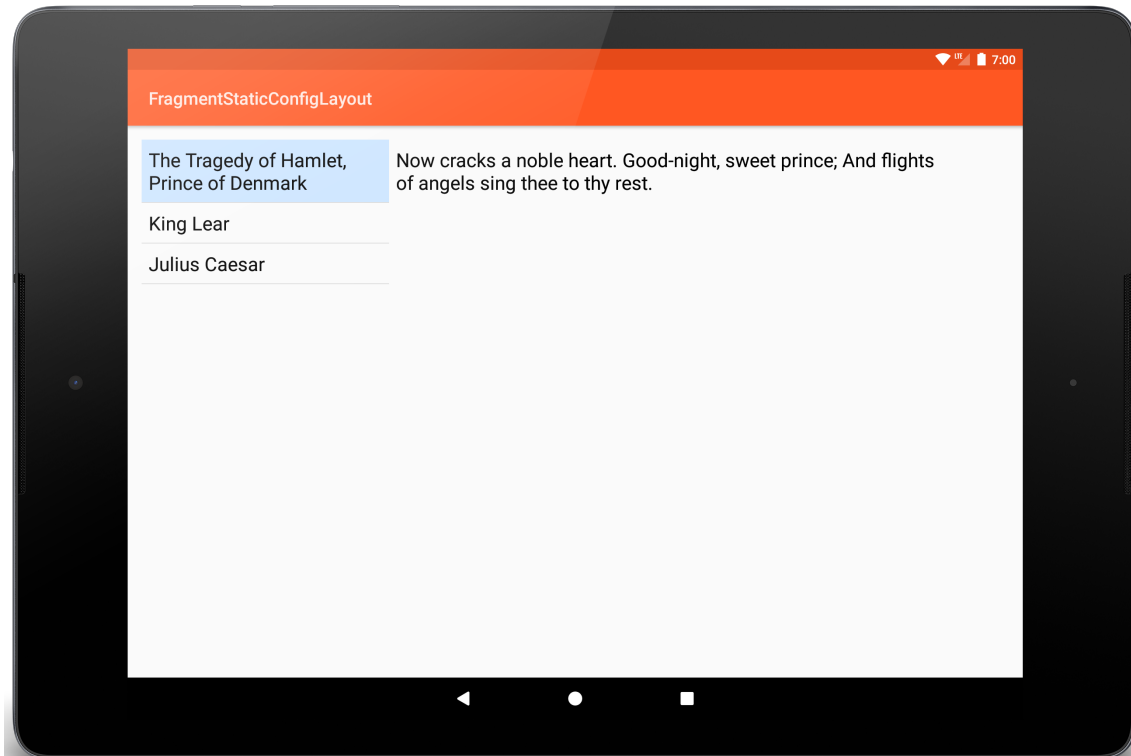 LTE 7:00
FragmentStaticConfigLayout
The Tragedy of Hamlet,
Prince of Denmark
King Lear
Julius Caesar
Now cracks a noble heart. Good-night, sweet prince; And flights
of angels sing thee to thy rest.